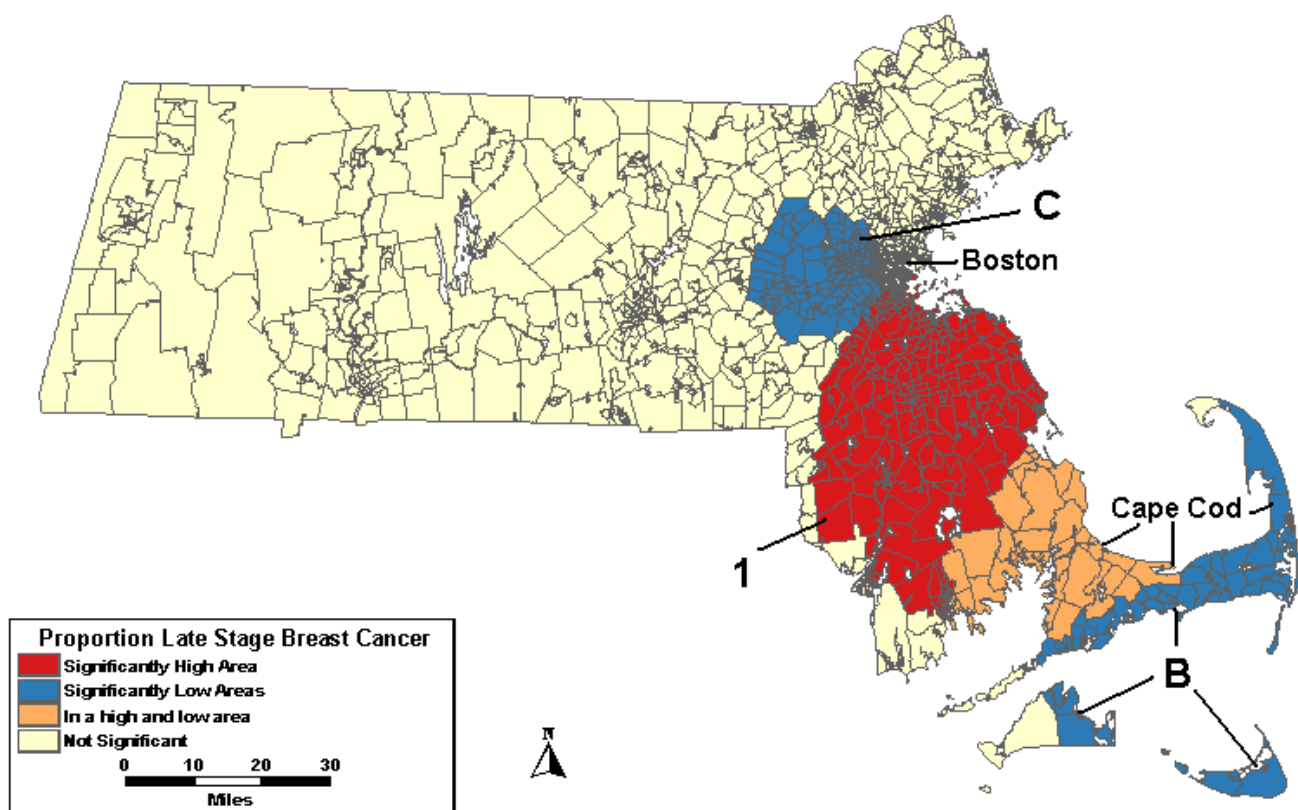 C
Boston
Cape Cod
1
B
Proportion Late Stage Breast Cancer
Significantly High Area
Significantly Low Areas
In a high and low area
Not Significant
0 10 20 30
Miles
N